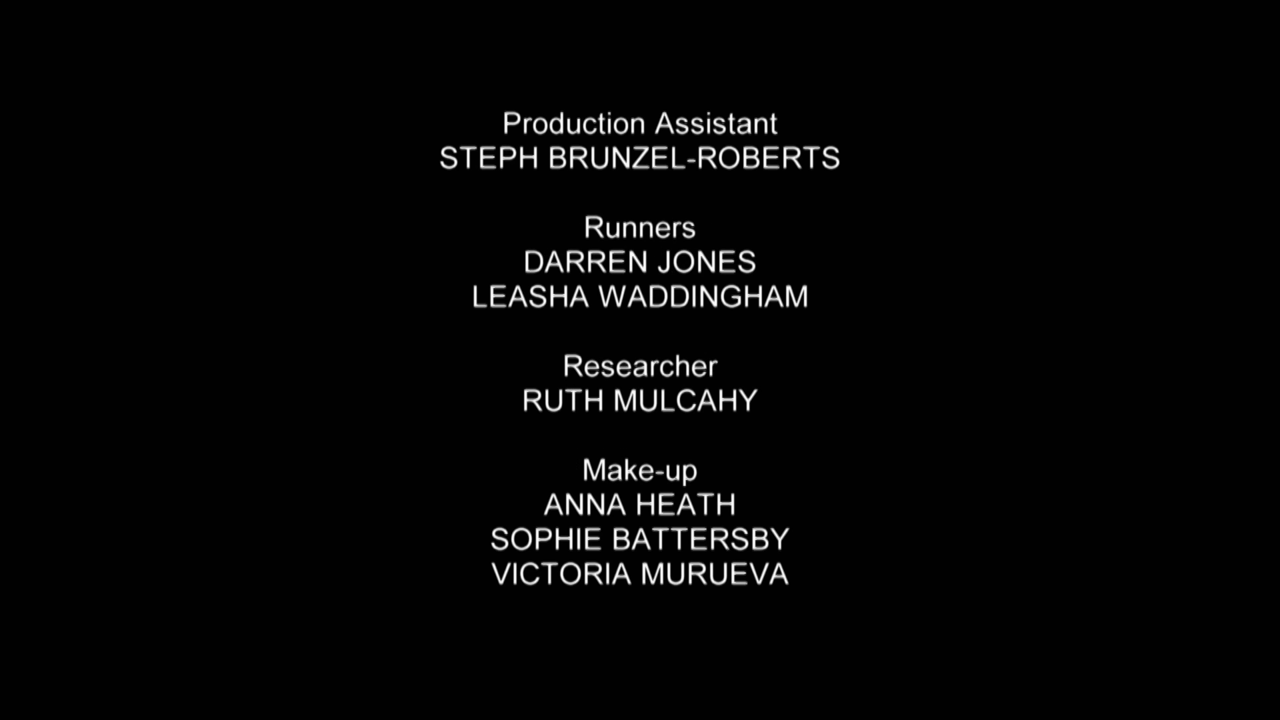 Production Assistant
STEPH BRUNZEL-ROBERTS
Runners
DARREN JONES
LEASHA WADDINGHAM
Researcher
RUTH MULCAHY
Make-up
ANNA HEATH
SOPHIE BATTERSBY
VICTORIA MURUEVA